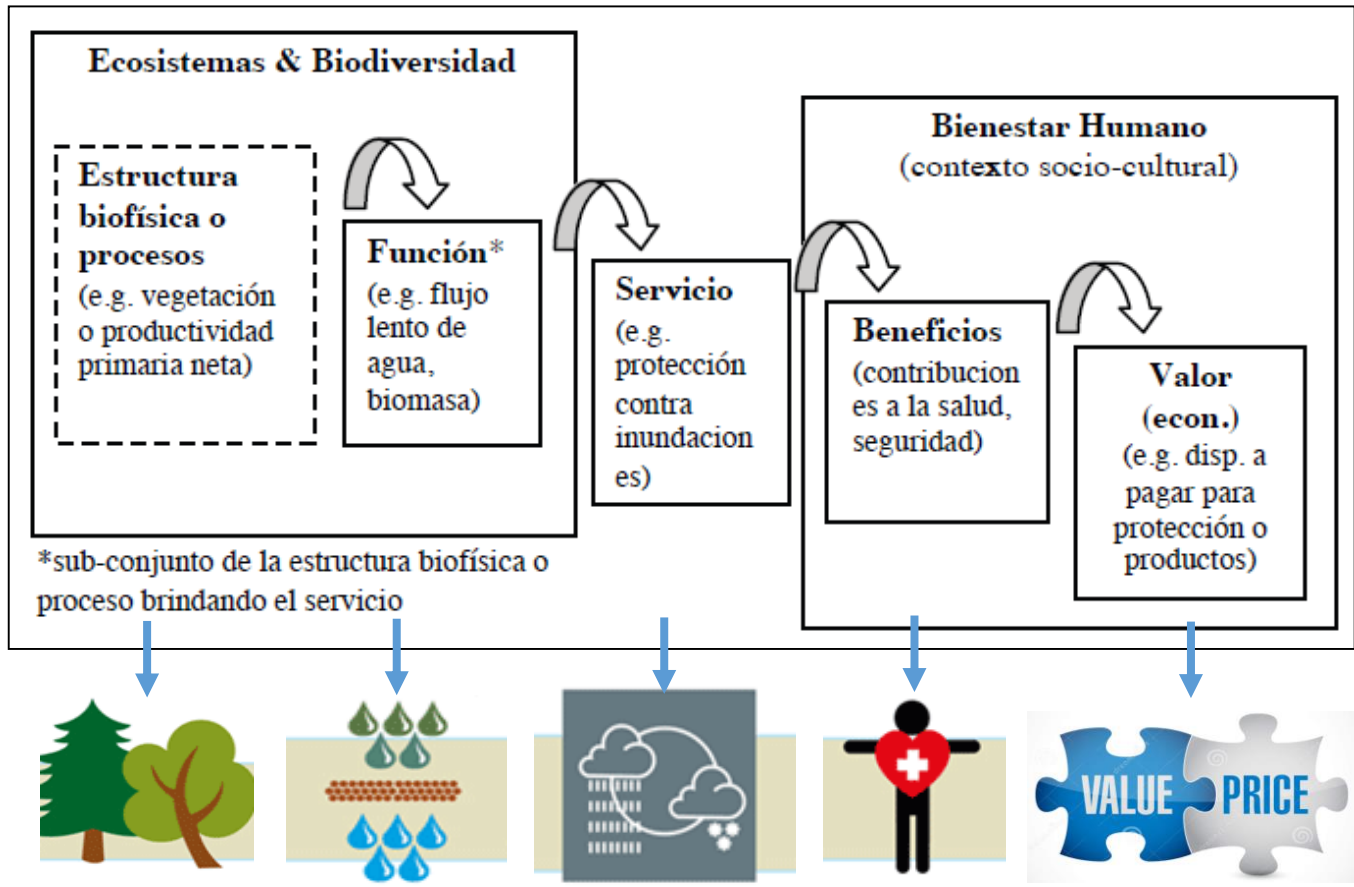 Ecosistemas & Biodiversidad
Estructura
biofísica o
procesos
(e.g. vegetación
o productividad
primaria neta)
Función*
(e.g. flujo
lento de
agua,
biomasa)
Servicio
(e.g.
protección
contra
inundacion
es)
Bienestar Humano
(contexto socio-cultural)
Beneficios
(contribucion
es a la salud,
seguridad)
Valor
(econ.)
(e.g. disp. a
pagar para
protección o
productos)
*sub-conjunto de la estructura biofísica o
proceso brindando el servicio
VALUE PRICE